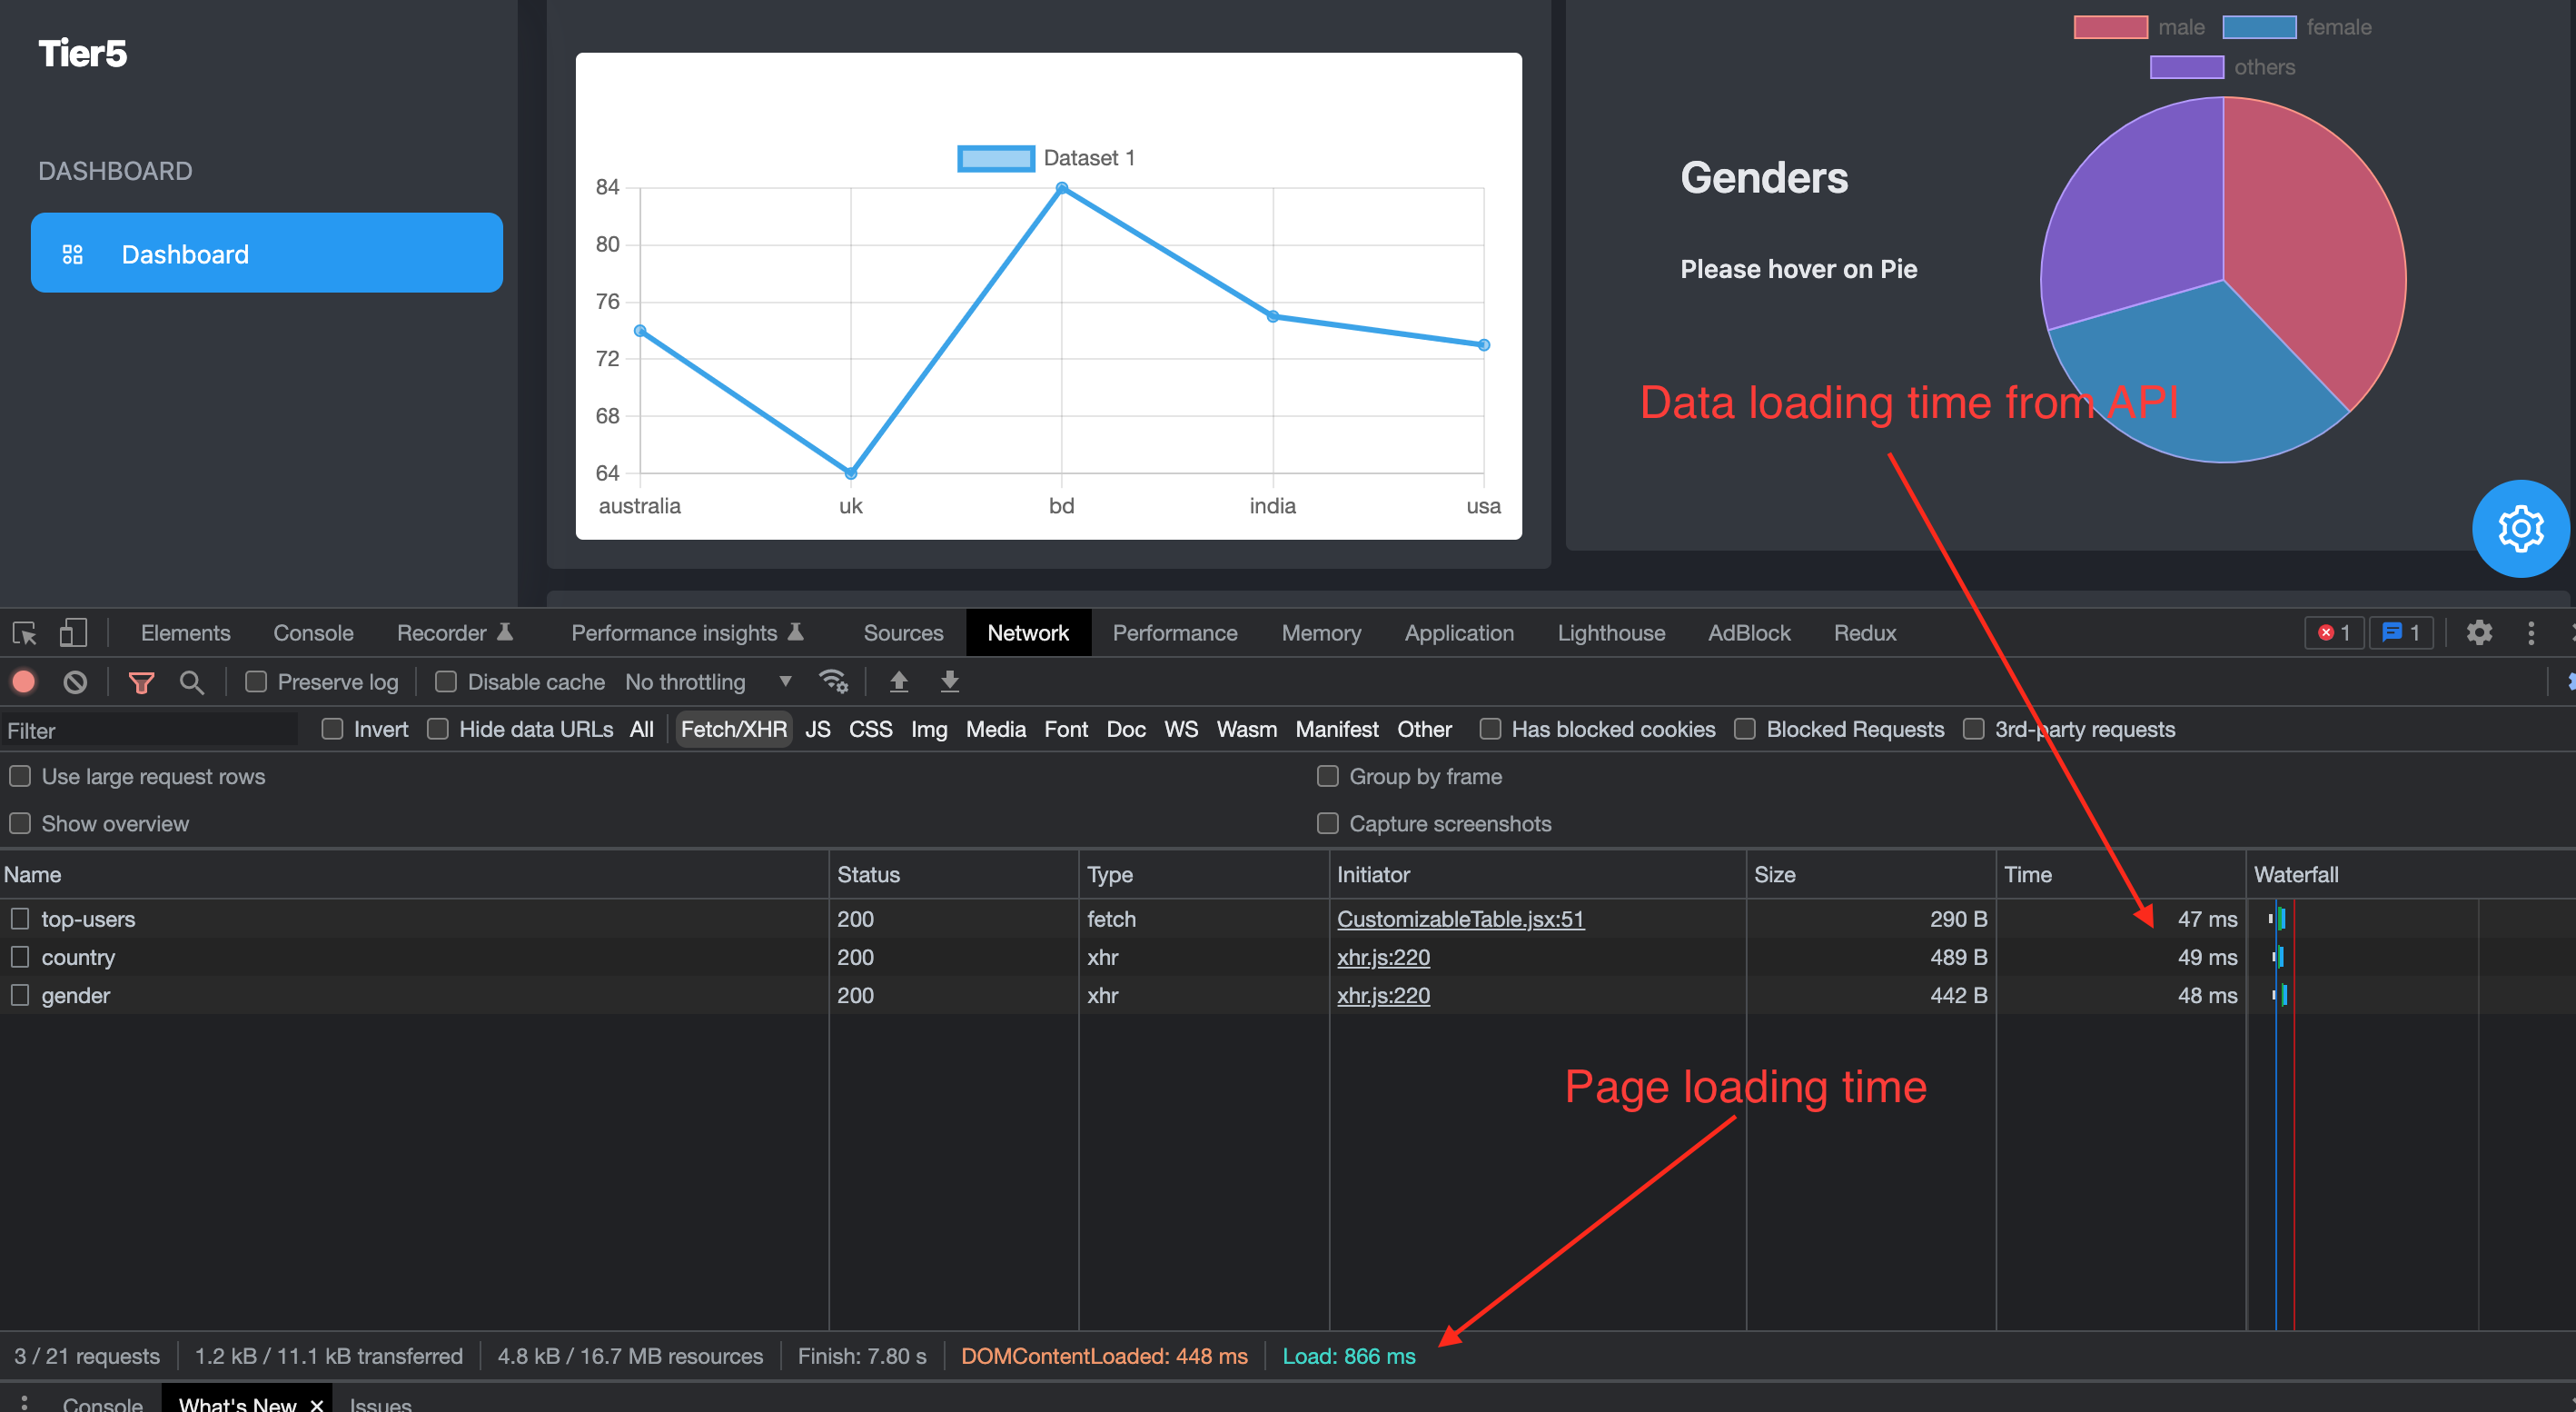 Tier5
DASHBOARD
Dashboard
Dataset 1
84
80
76
72
68
64
australia uk bd india usa
male female
others
Genders
Please hover on Pie
Data loading time from API
Elements Console Recorder Performance insights Sources Network Performance Memory Application Lighthouse AdBlock Redux 1 1
Preserve log Disable cache No throttling
Filter Invert Hide data URLs All Fetch/XHR JS CSS Img Media Font Doc WS Wasm Manifest Other Has blocked cookies Blocked Requests 3rd-party requests
Use large request rows Group by frame
Show overview Capture screenshots
Name Status Type Initiator Size Time Waterfall
top-users 200 fetch CustomizableTable.jsx:51 290 B 47 ms
country 200 xhr xhr.js:220 489 B 49 ms
gender 200 xhr xhr.js:220 442 B 48 ms
Page loading time
3 / 21 requests 1.2 kB / 11.1 kB transferred 4.8 kB / 16.7 MB resources Finish: 7.80 s DOMContentLoaded: 448 ms Load: 866 ms
Console What's New Issues